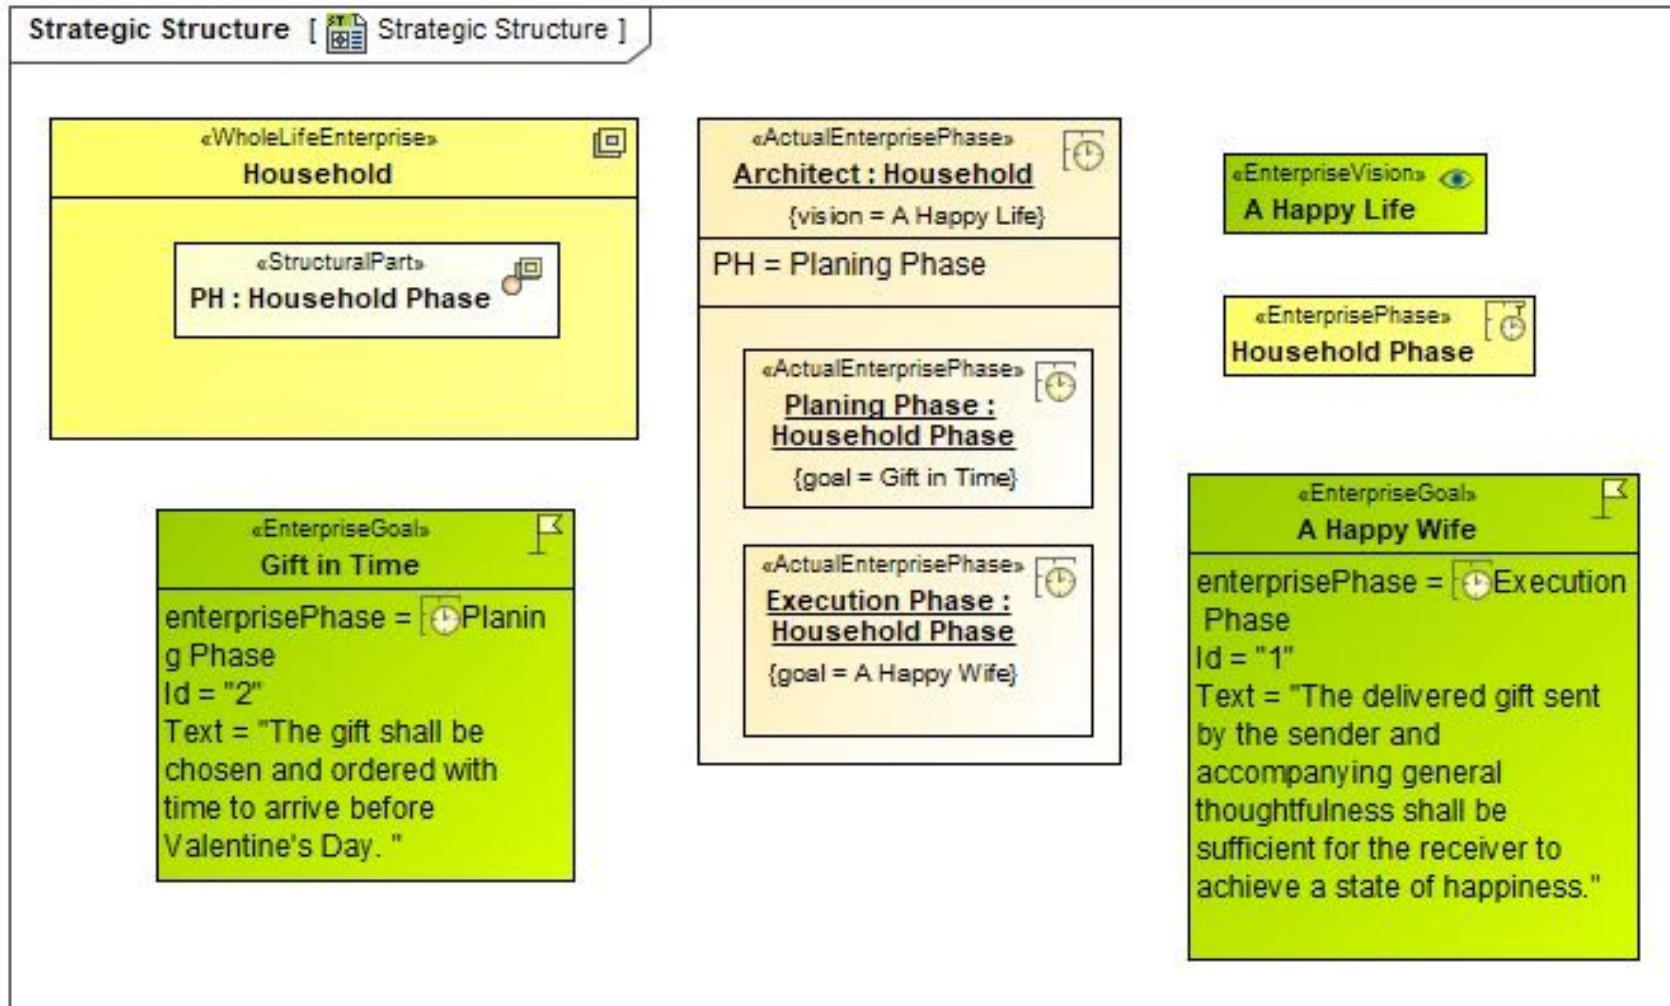 Strategic Structure [ Strategic Structure ]
«WholeLifeEnterprise»
Household
«StructuralPart»
PH : Household Phase
«ActualEnterprisePhase»
Architect : Household
{vision = A Happy Life}
PH = Planing Phase
«ActualEnterprisePhase»
Planing Phase :
Household Phase
{goal = Gift in Time}
«ActualEnterprisePhase»
Execution Phase :
Household Phase
{goal = A Happy Wife}
«EnterpriseVision»
A Happy Life
«EnterprisePhase»
Household Phase
«EnterpriseGoal»
Gift in Time
enterprisePhase = Planin
g Phase
Id = "2"
Text = "The gift shall be
chosen and ordered with
time to arrive before
Valentine's Day. "
«EnterpriseGoal»
A Happy Wife
enterprisePhase = Execution
Phase
Id = "1"
Text = "The delivered gift sent
by the sender and
accompanying general
thoughtfulness shall be
sufficient for the receiver to
achieve a state of happiness."